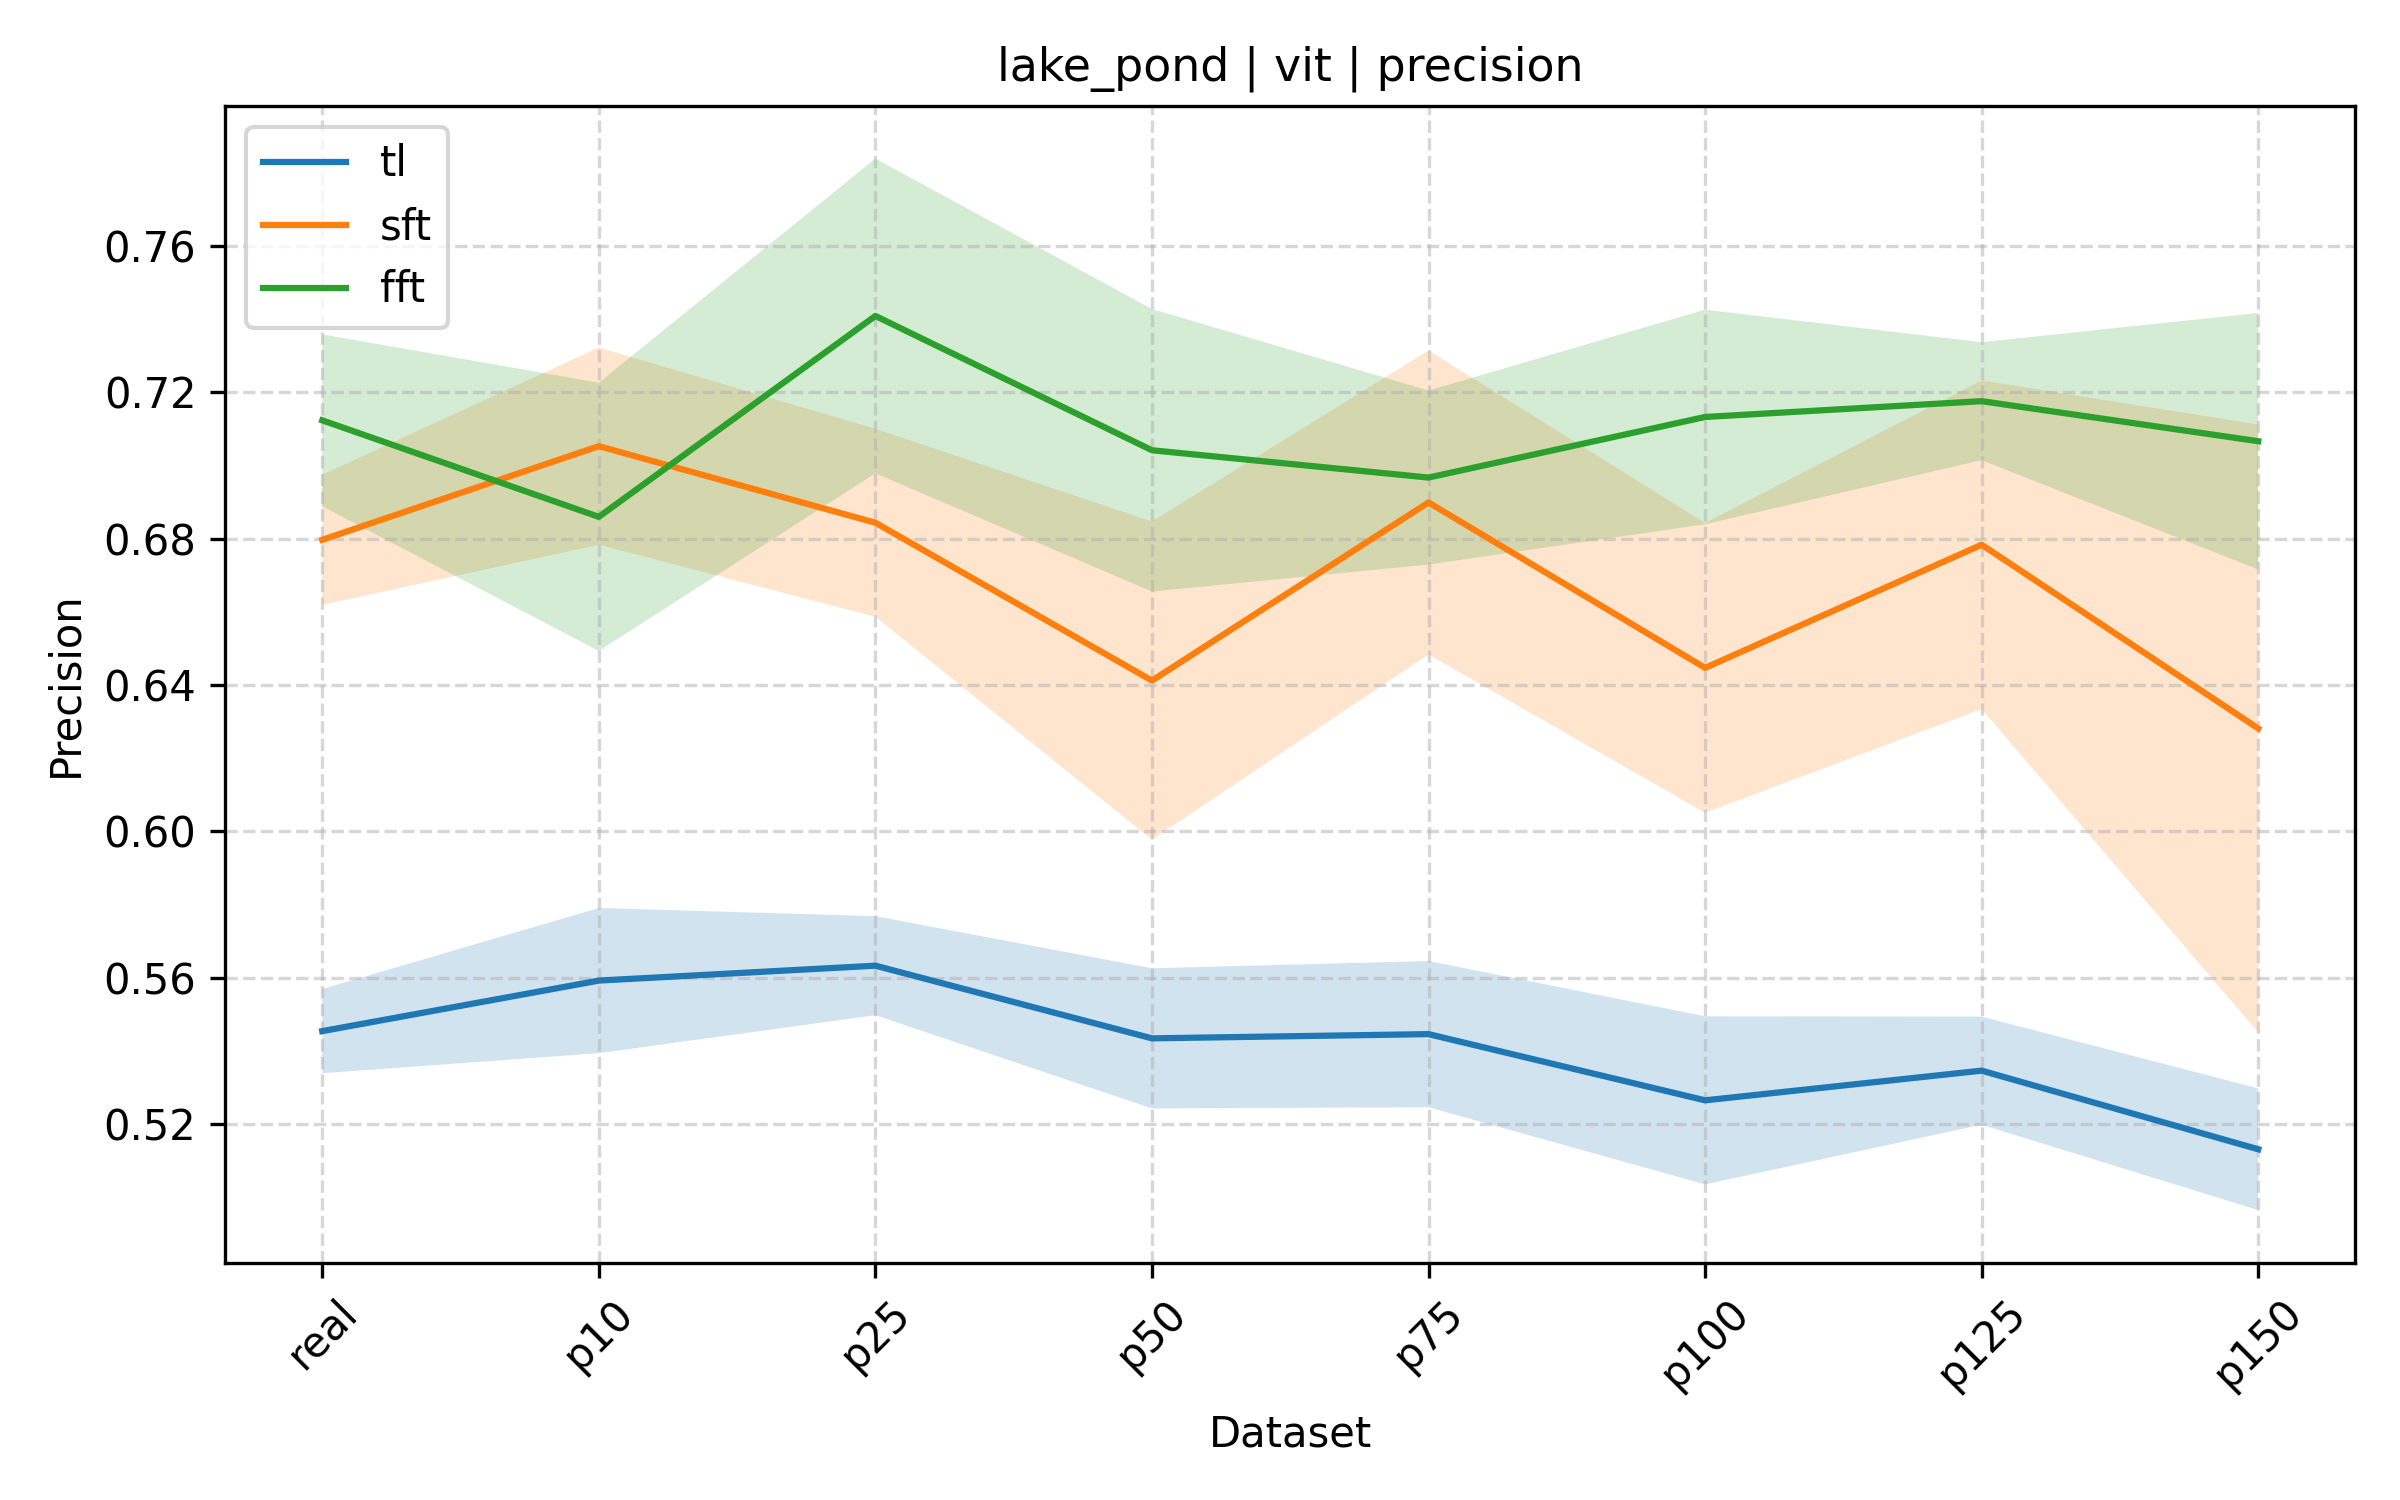 lake_pond | vit | precision
tl
sft
fft
0.76
0.72
0.68
0.64
0.60
0.56
0.52
Precision
real
p10
p25
p50
p75
p100
p125
p150
Dataset